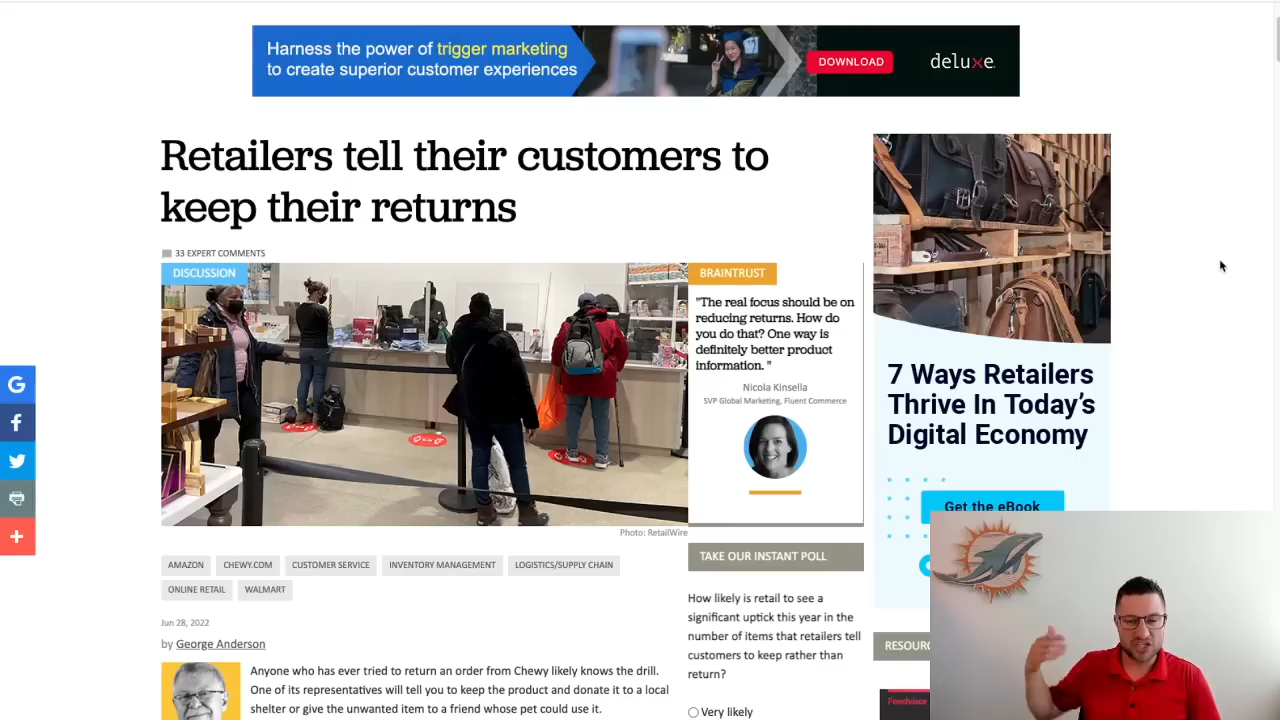 Harness the power of trigger marketing
to create superior customer experiences
DOWNLOAD
deluxe.
Retailers tell their customers to
keep their returns
33 EXPERT COMMENTS
DISCUSSION
BRAINTRUST
"The real focus should be on
reducing returns. How do
you do that? One way is
definitely better product
information. "
Nicola Kinsella
SVP Global Marketing, Fluent Commerce
Photo: RetailWire
AMAZON
CHEWY.COM
CUSTOMER SERVICE
INVENTORY MANAGEMENT
LOGISTICS/SUPPLY CHAIN
ONLINE RETAIL
WALMART
Jun 28, 2022
by George Anderson
Anyone who has ever tried to return an order from Chewy likely knows the drill.
One of its representatives will tell you to keep the product and donate it to a local
shelter or give the unwanted item to a friend whose pet could use it.
TAKE OUR INSTANT POLL
How likely is retail to see a
significant uptick this year in the
number of items that retailers tell
customers to keep rather than
return?
Very likely
7 Ways Retailers
Thrive In Today's
Digital Economy
Get the eBook
RESOURC
Feedvisor